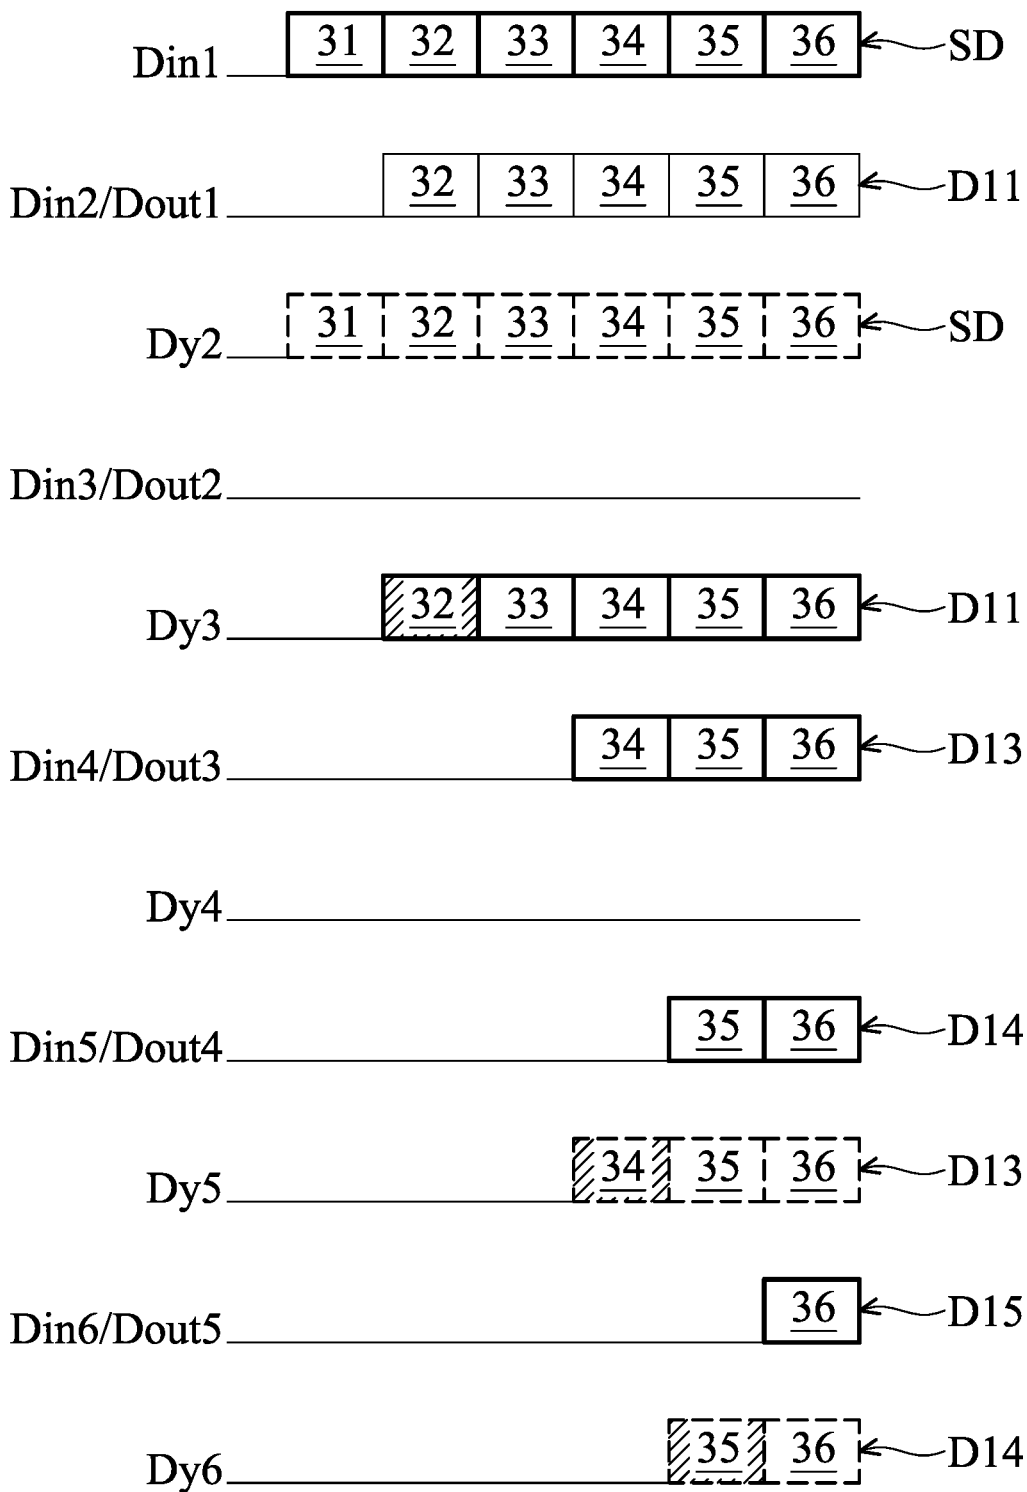 Din1 31 32 33 34 35 36 SD
Din2/Dout1 32 33 34 35 36 D11
Dy2 31 32 33 34 35 36 SD
Din3/Dout2
Dy3 32 33 34 35 36 D11
Din4/Dout3 34 35 36 D13
Dy4
Din5/Dout4 35 36 D14
Dy5 34 35 36 D13
Din6/Dout5 36 D15
Dy6 35 36 D14